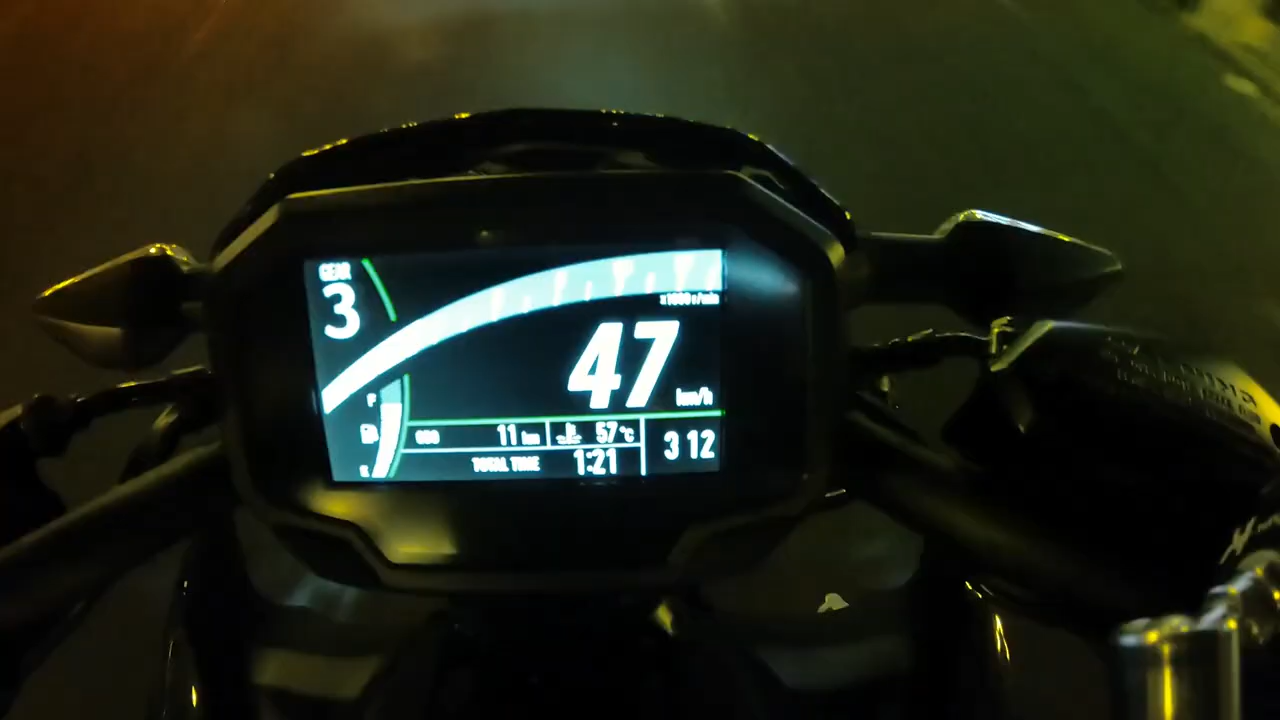 GEAR
3
x1000r/min
47
km/h
F
ODO 11 km 57 °C
E
TOTAL TIME 1:21
3 12